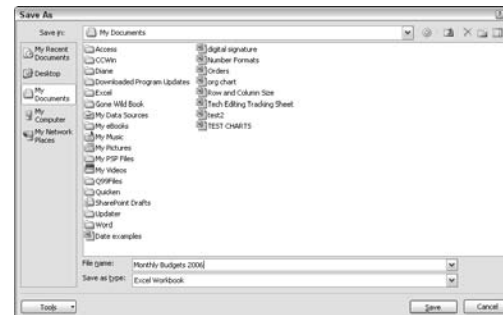 Save As
Save in:
My Documents
My Recent Documents
Desktop
My Documents
My Computer
My Network Places
Access
CCWin
Diane
Downloaded Program Updates
Excel
Gone Wild Book
My Data Sources
My eBooks
My Music
My Pictures
My PSP Files
My Videos
Q99Files
Quicken
SharePoint Drafts
Updater
Word
Date examples
digital signature
Number Formats
Orders
org chart
Row and Column Size
Tech Editing Tracking Sheet
test2
TEST CHARTS
File name:
Monthly Budgets 2006
Save as type:
Excel Workbook
Tools
Save
Cancel